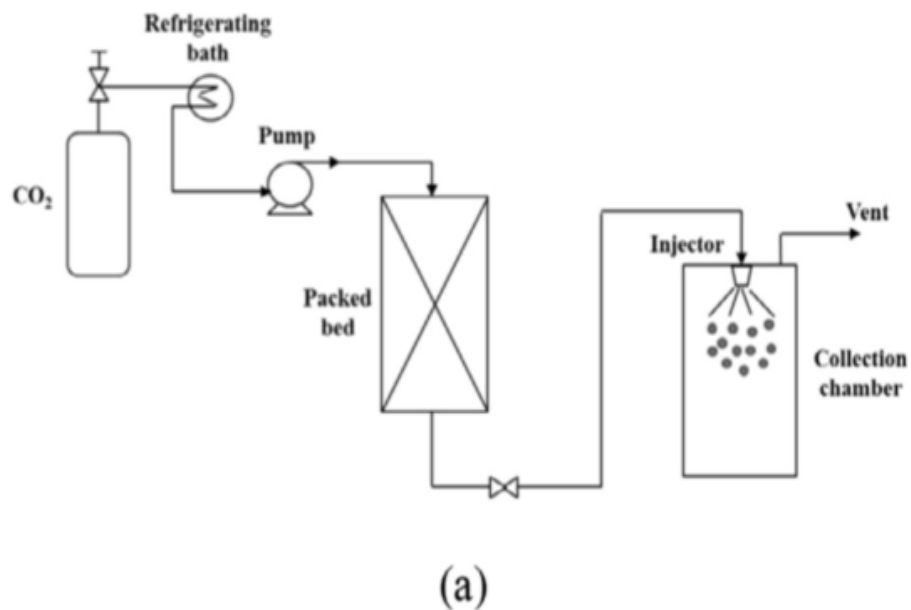 Refrigerating
bath
Pump
CO₂
Vent
Injector
Packed
bed
Collection
chamber
(a)